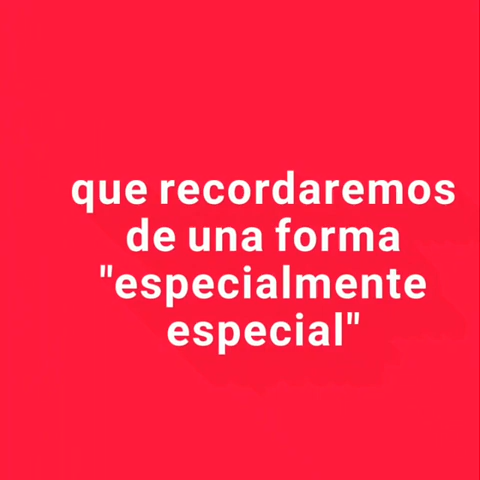 que recordaremos
de una forma
"especialmente
especial"